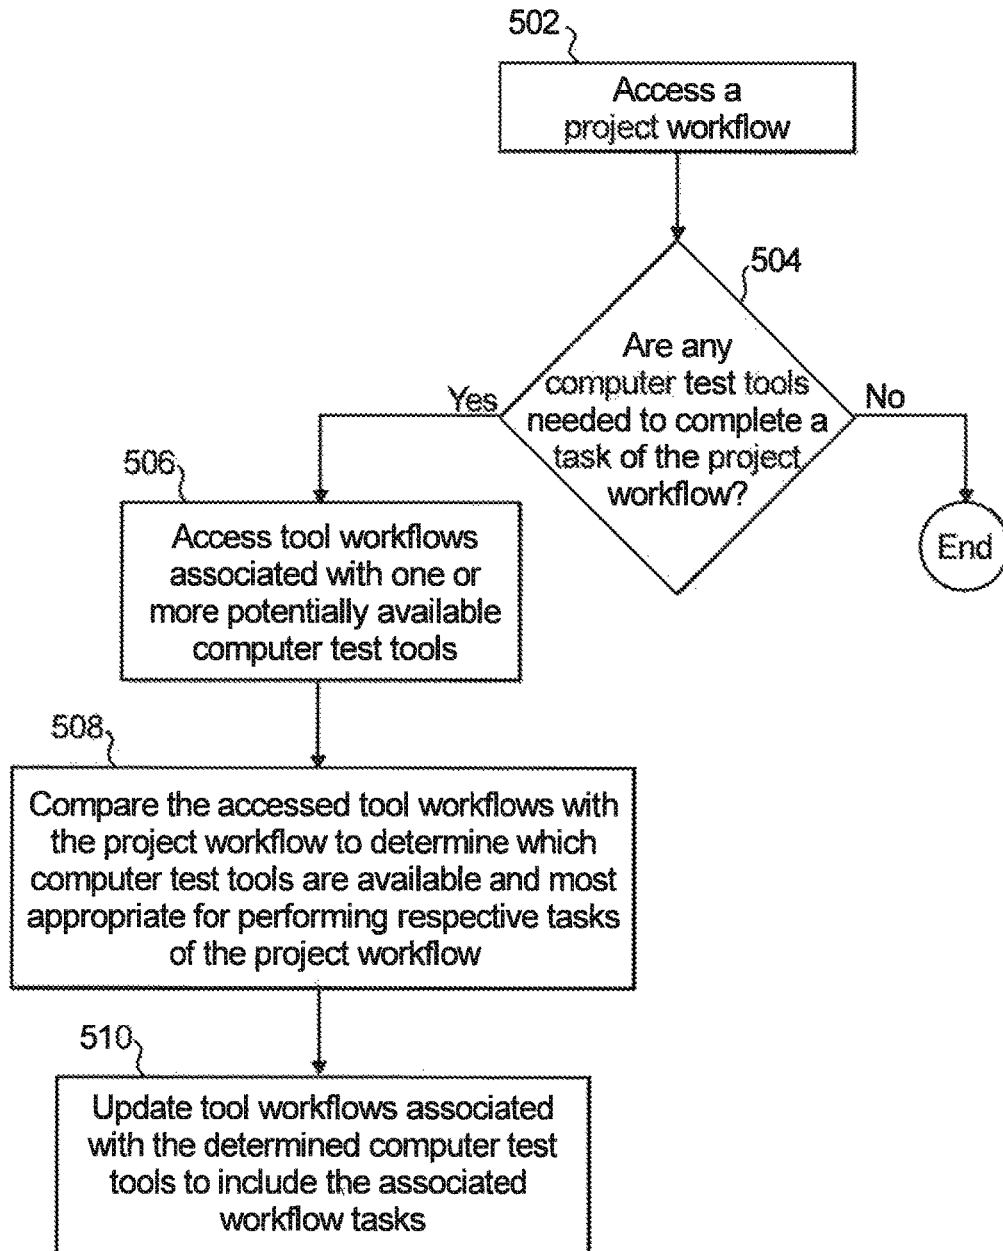 502
Access a
project workflow
504
Are any
computer test tools
needed to complete a
task of the project
workflow?
Yes
No
End
506
Access tool workflows
associated with one or
more potentially available
computer test tools
508
Compare the accessed tool workflows with
the project workflow to determine which
computer test tools are available and most
appropriate for performing respective tasks
of the project workflow
510
Update tool workflows associated
with the determined computer test
tools to include the associated
workflow tasks